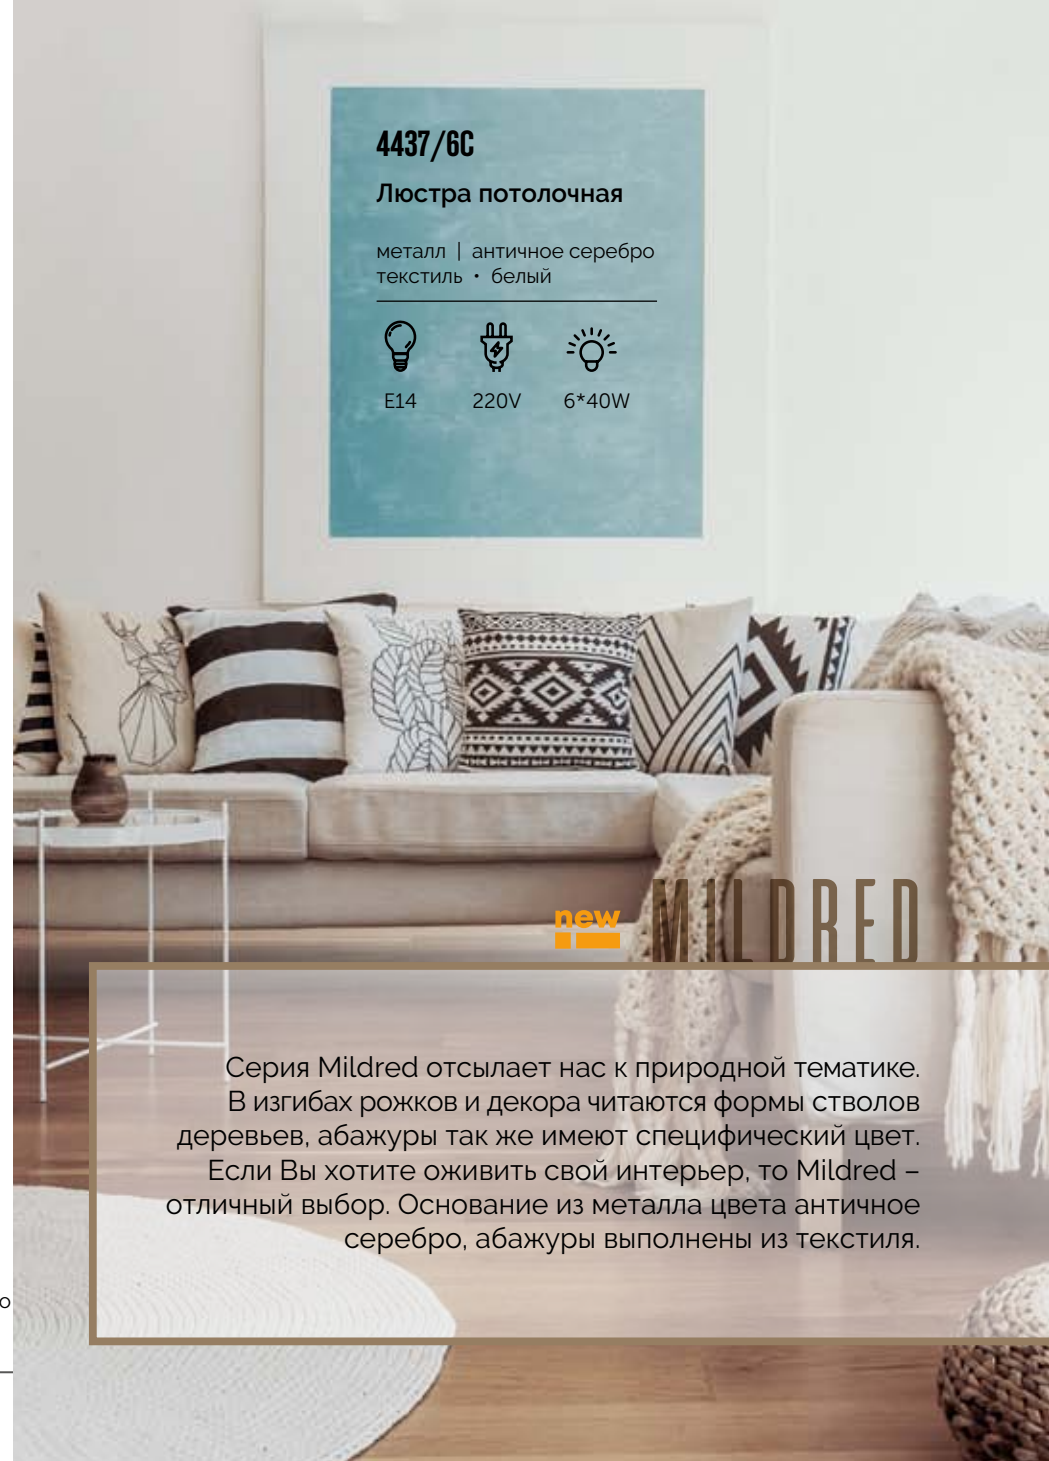 4437/6C
Люстра потолочная
металл | античное серебро
текстиль • белый
E14 220V 6*40W
new MILDRED
Серия Mildred отсылает нас к природной тематике.
В изгибах рожков и декора читаются формы стволов
деревьев, абажуры так же имеют специфический цвет.
Если Вы хотите оживить свой интерьер, то Mildred –
отличный выбор. Основание из металла цвета античное
серебро, абажуры выполнены из текстиля.
о